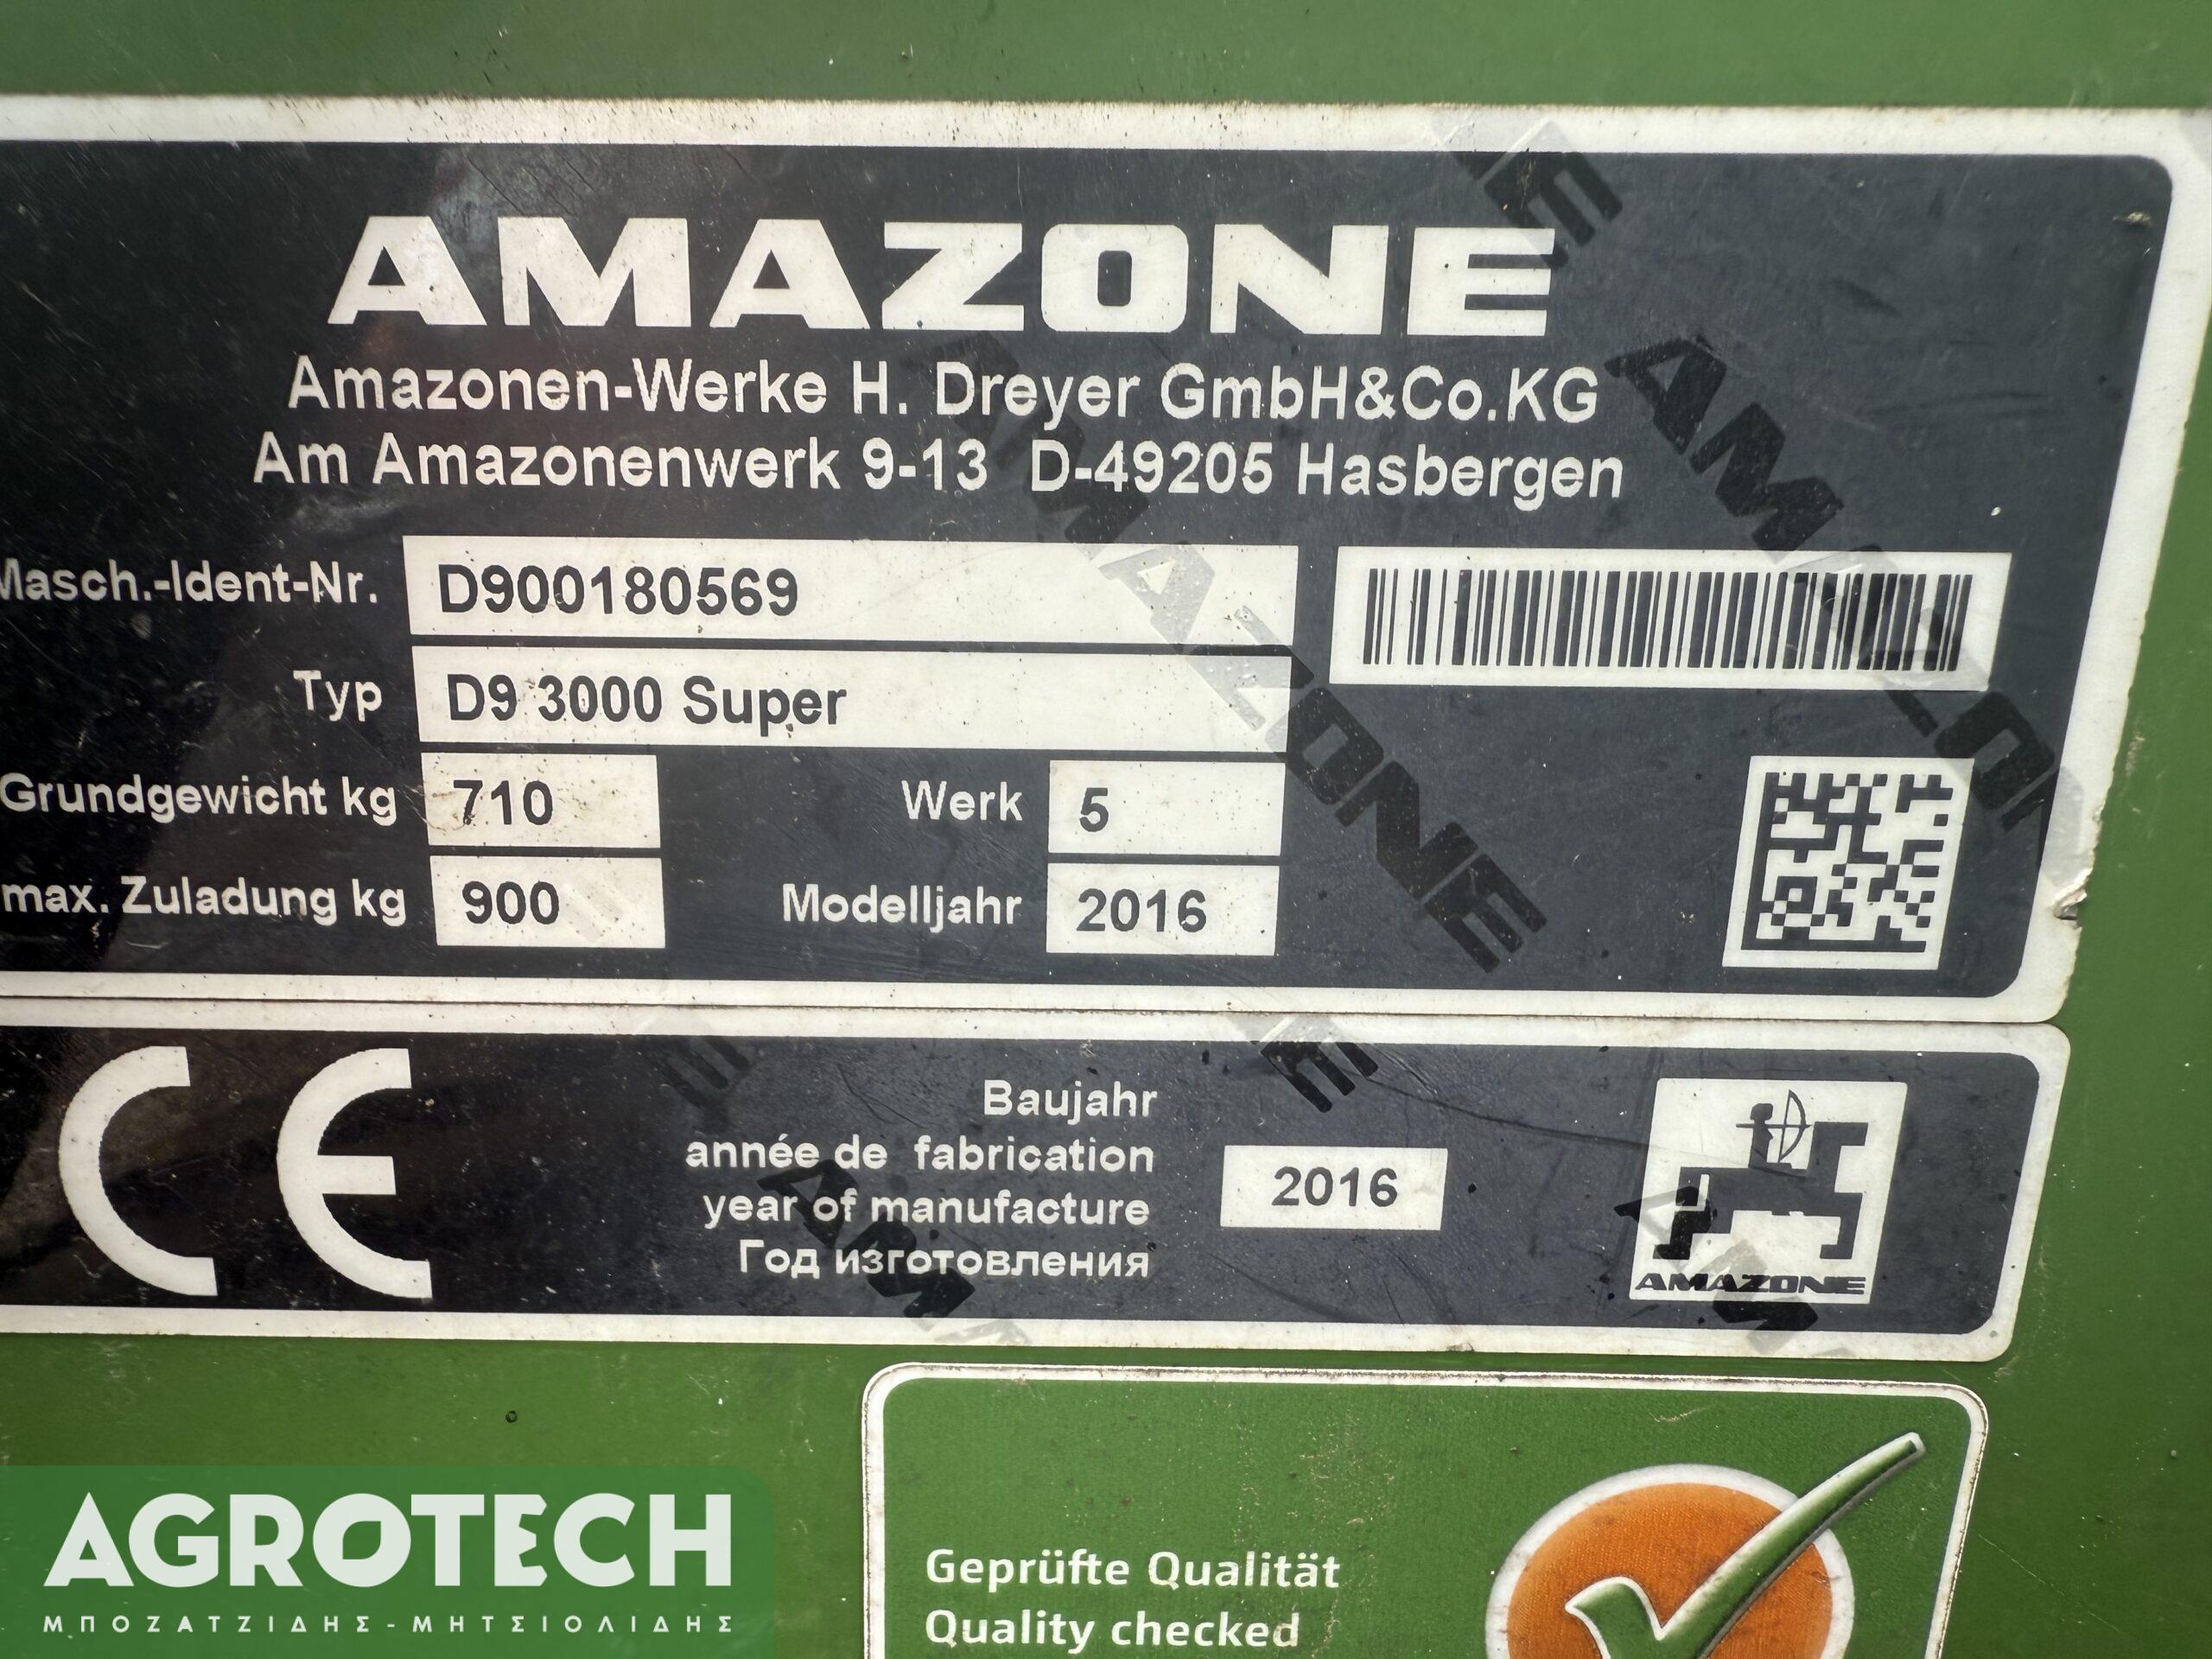 AMAZONE
Amazonen-Werke H. Dreyer GmbH&Co.KG
Am Amazonenwerk 9-13 D-49205 Hasbergen
Masch.-Ident-Nr. D900180569
Typ D9 3000 Super
Grundgewicht kg 710 Werk 5
max. Zuladung kg 900 Modelljahr 2016
CE
Baujahr
année de fabrication
year of manufacture
Год изготовления
2016
AMAZONE
Geprüfte Qualität
Quality checked
AGROTECH
ΜΠΟΖΑΤΖΙΔΗΣ-ΜΗΤΣΙΟΛΙΔΗΣ